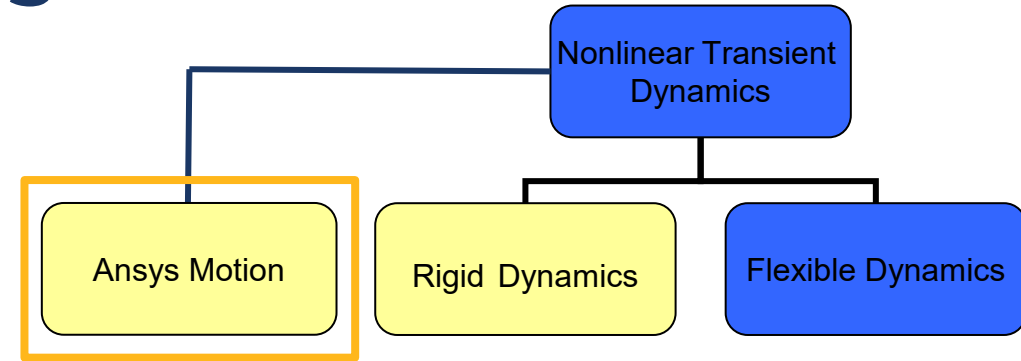 Nonlinear Transient
Dynamics
Ansys Motion
Rigid Dynamics
Flexible Dynamics